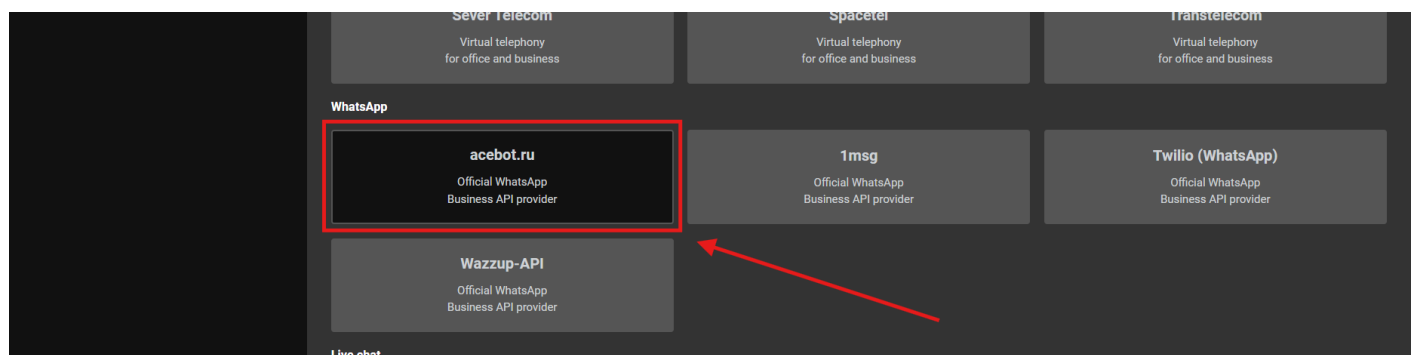 Sever Telecom
Virtual telephony
for office and business
Spacetel
Virtual telephony
for office and business
Transtelecom
Virtual telephony
for office and business
WhatsApp
acebot.ru
Official WhatsApp
Business API provider
1msg
Official WhatsApp
Business API provider
Twilio (WhatsApp)
Official WhatsApp
Business API provider
Wazzup-API
Official WhatsApp
Business API provider
Live chat